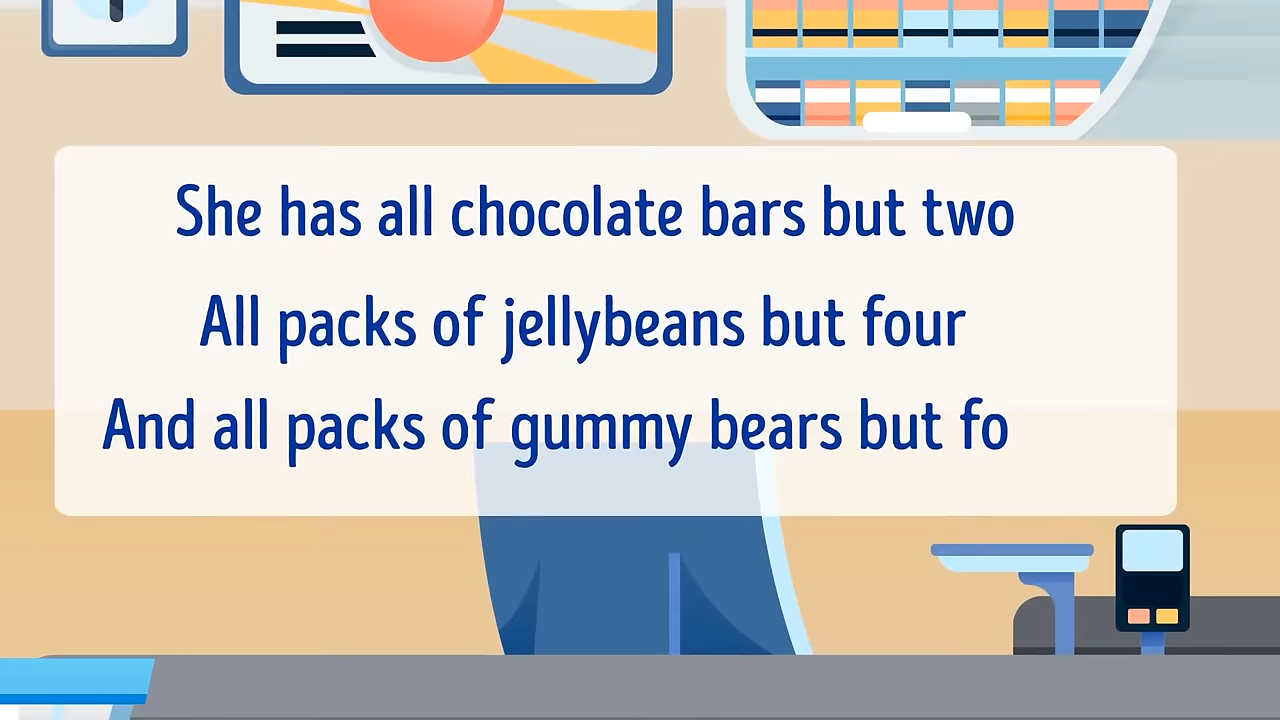 She has all chocolate bars but two
All packs of jellybeans but four
And all packs of gummy bears but fo